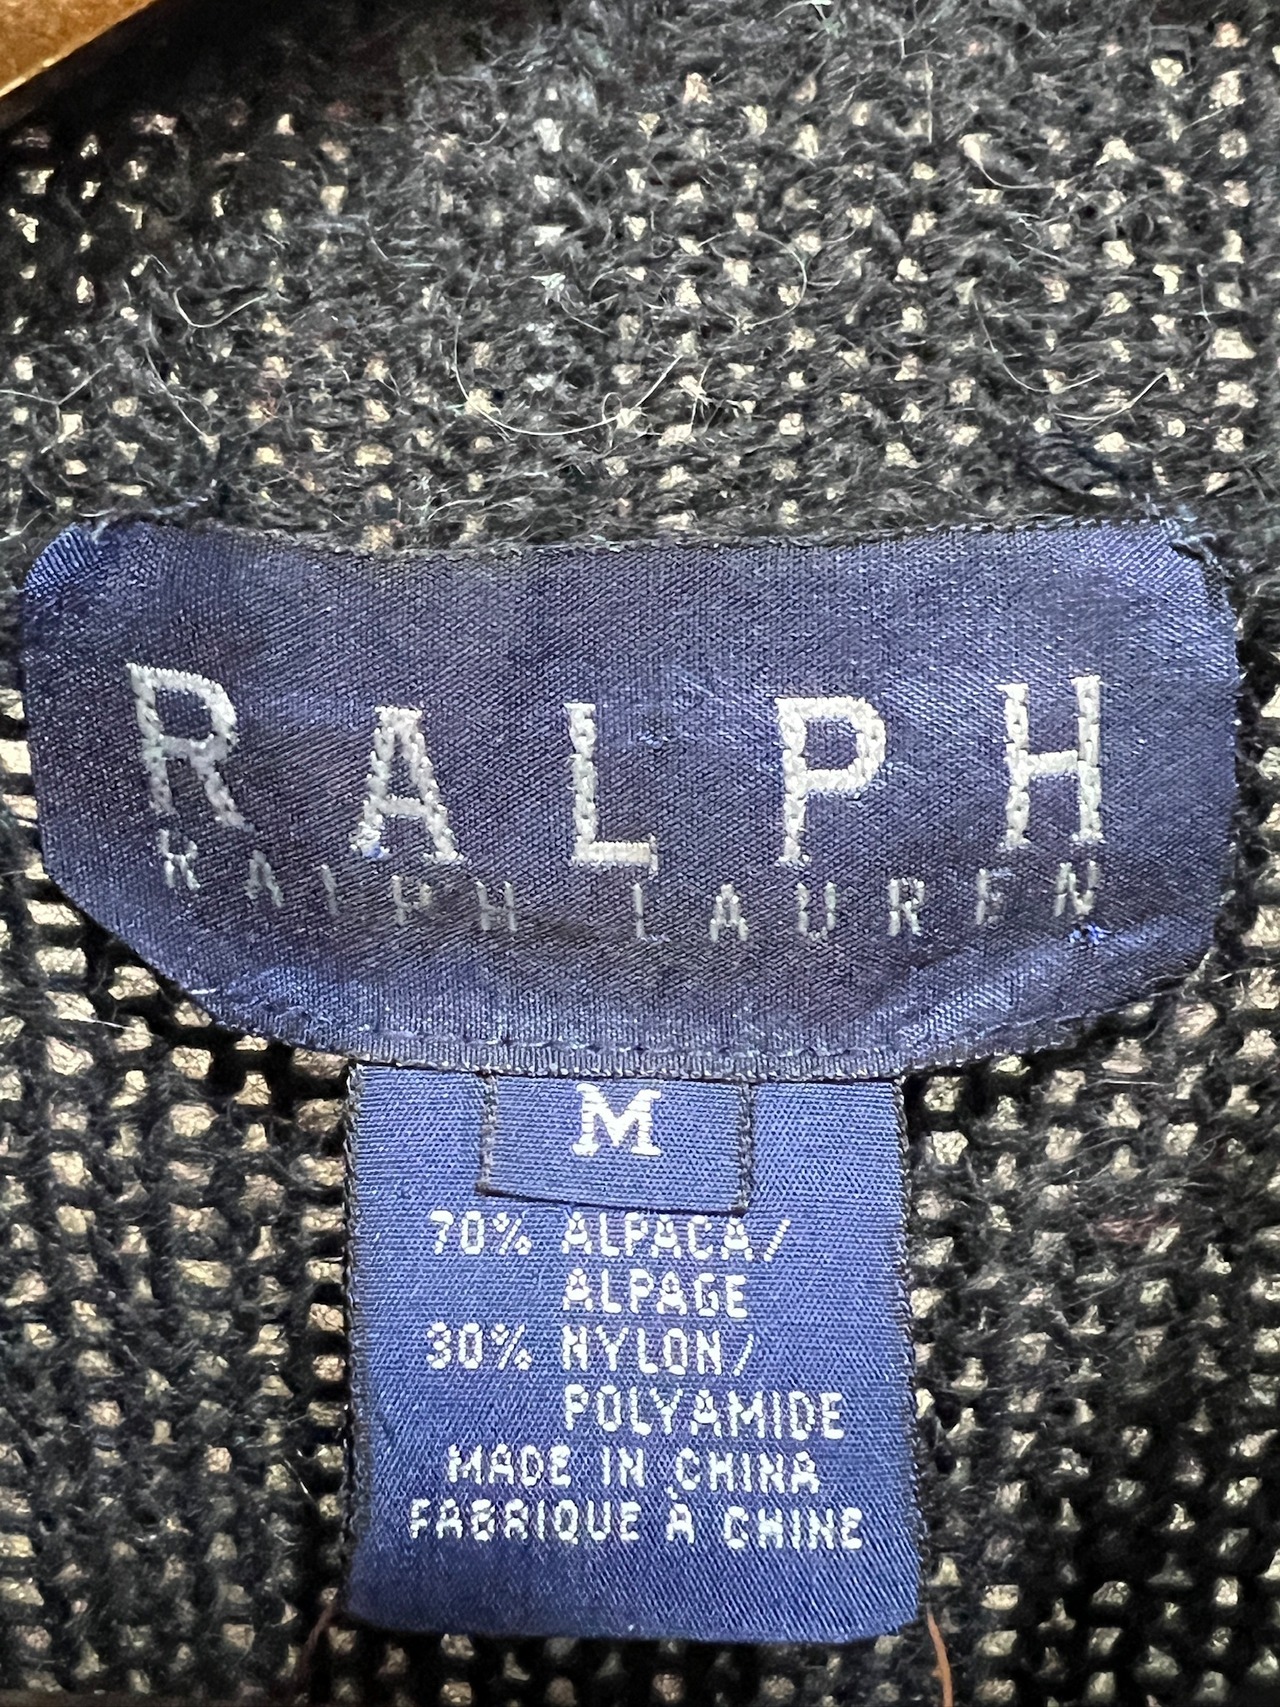 RALPH
RALPH LAUREN
M
70% ALPACA/
ALPAGE
30% NYLON/
POLYAMIDE
MADE IN CHINA
FABRIQUE À CHINE